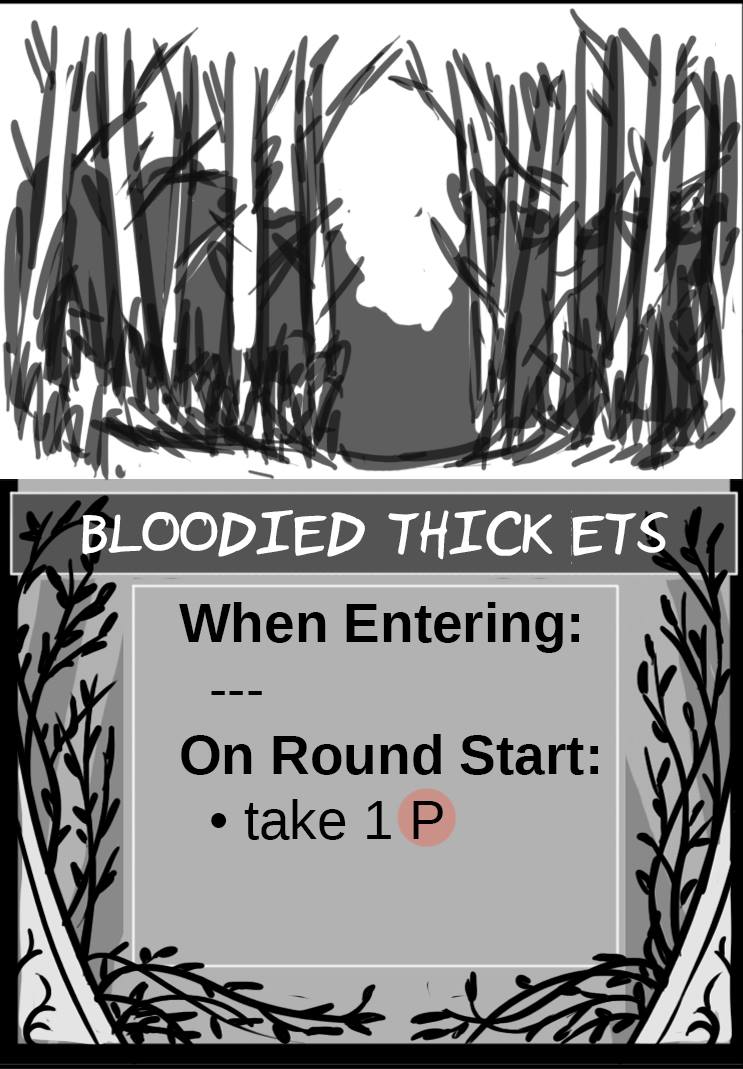 BLOODIED THICK ETS
When Entering:
---
On Round Start:
• take 1 P